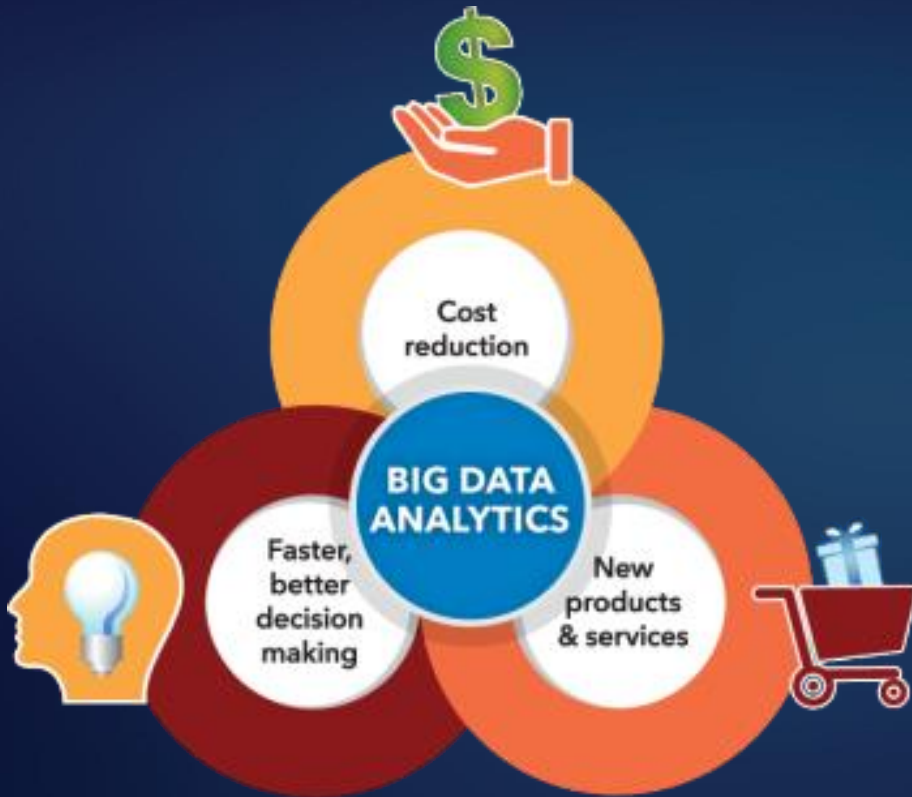 Cost
reduction
BIG DATA
ANALYTICS
Faster,
better
decision
making
New
products
& services